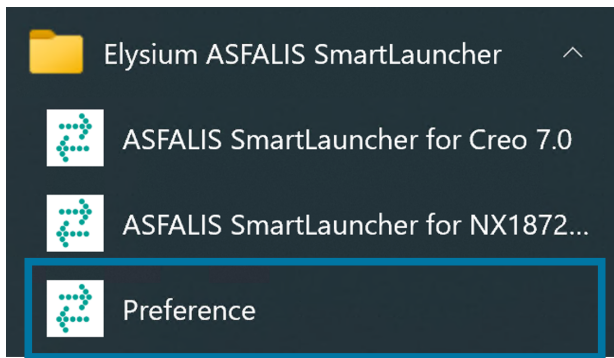 Elysium ASFALIS SmartLauncher
ASFALIS SmartLauncher for Creo 7.0
ASFALIS SmartLauncher for NX1872...
Preference